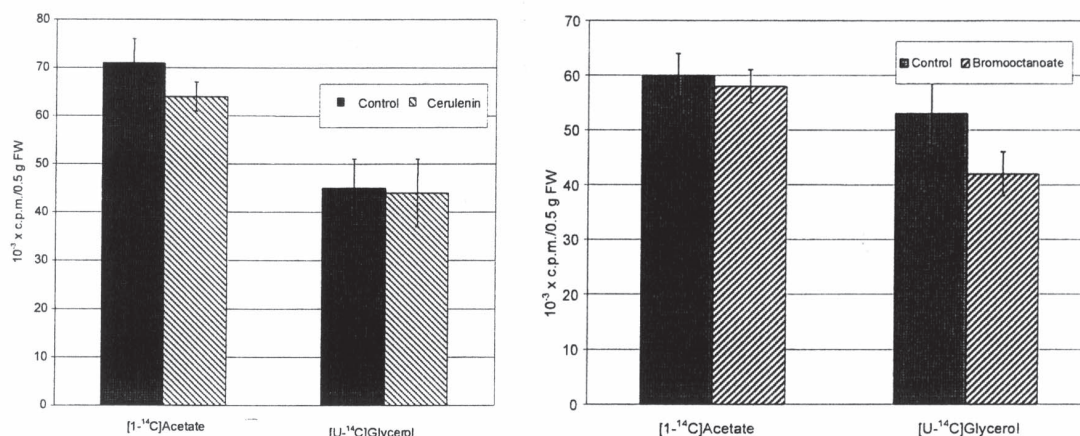 80
70
60
50
40
30
20
10
0
10⁻³ x c.p.m./0.5 g FW
Control Cerulenin
[1-¹⁴C]Acetate [U-¹⁴C]Glycerol
70
60
50
40
30
20
10
0
10⁻³ x c.p.m./0.5 g FW
Control Bromooctanoate
[1-¹⁴C]Acetate [U-¹⁴C]Glycerol